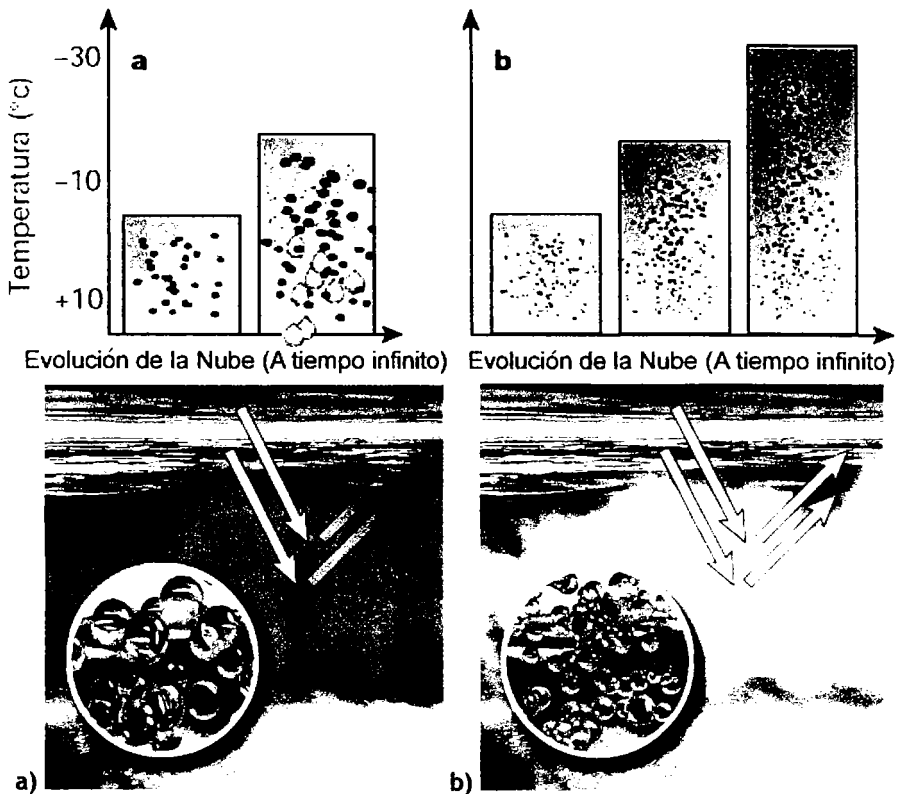 Temperatura (°c)
−30
−10
+10
a
b
Evolución de la Nube (A tiempo infinito)
Evolución de la Nube (A tiempo infinito)
a)
b)